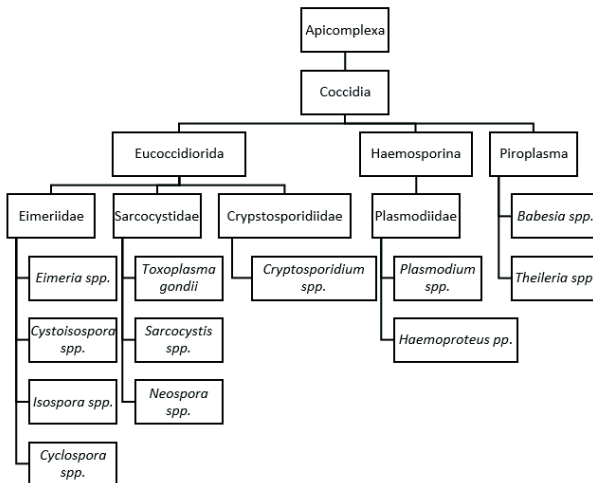 Apicomplexa
Coccidia
Eucoccidiorida
Haemosporina
Piroplasma
Eimeriidae
Sarcocystidae
Crypstosporidiidae
Plasmodiidae
Babesia spp.
Eimeria spp.
Toxoplasma
gondii
Cryptosporidium
spp.
Plasmodium
spp.
Theileria spp
Cystoisospora
spp.
Sarcocystis
spp.
Haemoproteus pp.
Isospora spp.
Neospora
spp.
Cyclospora
spp.